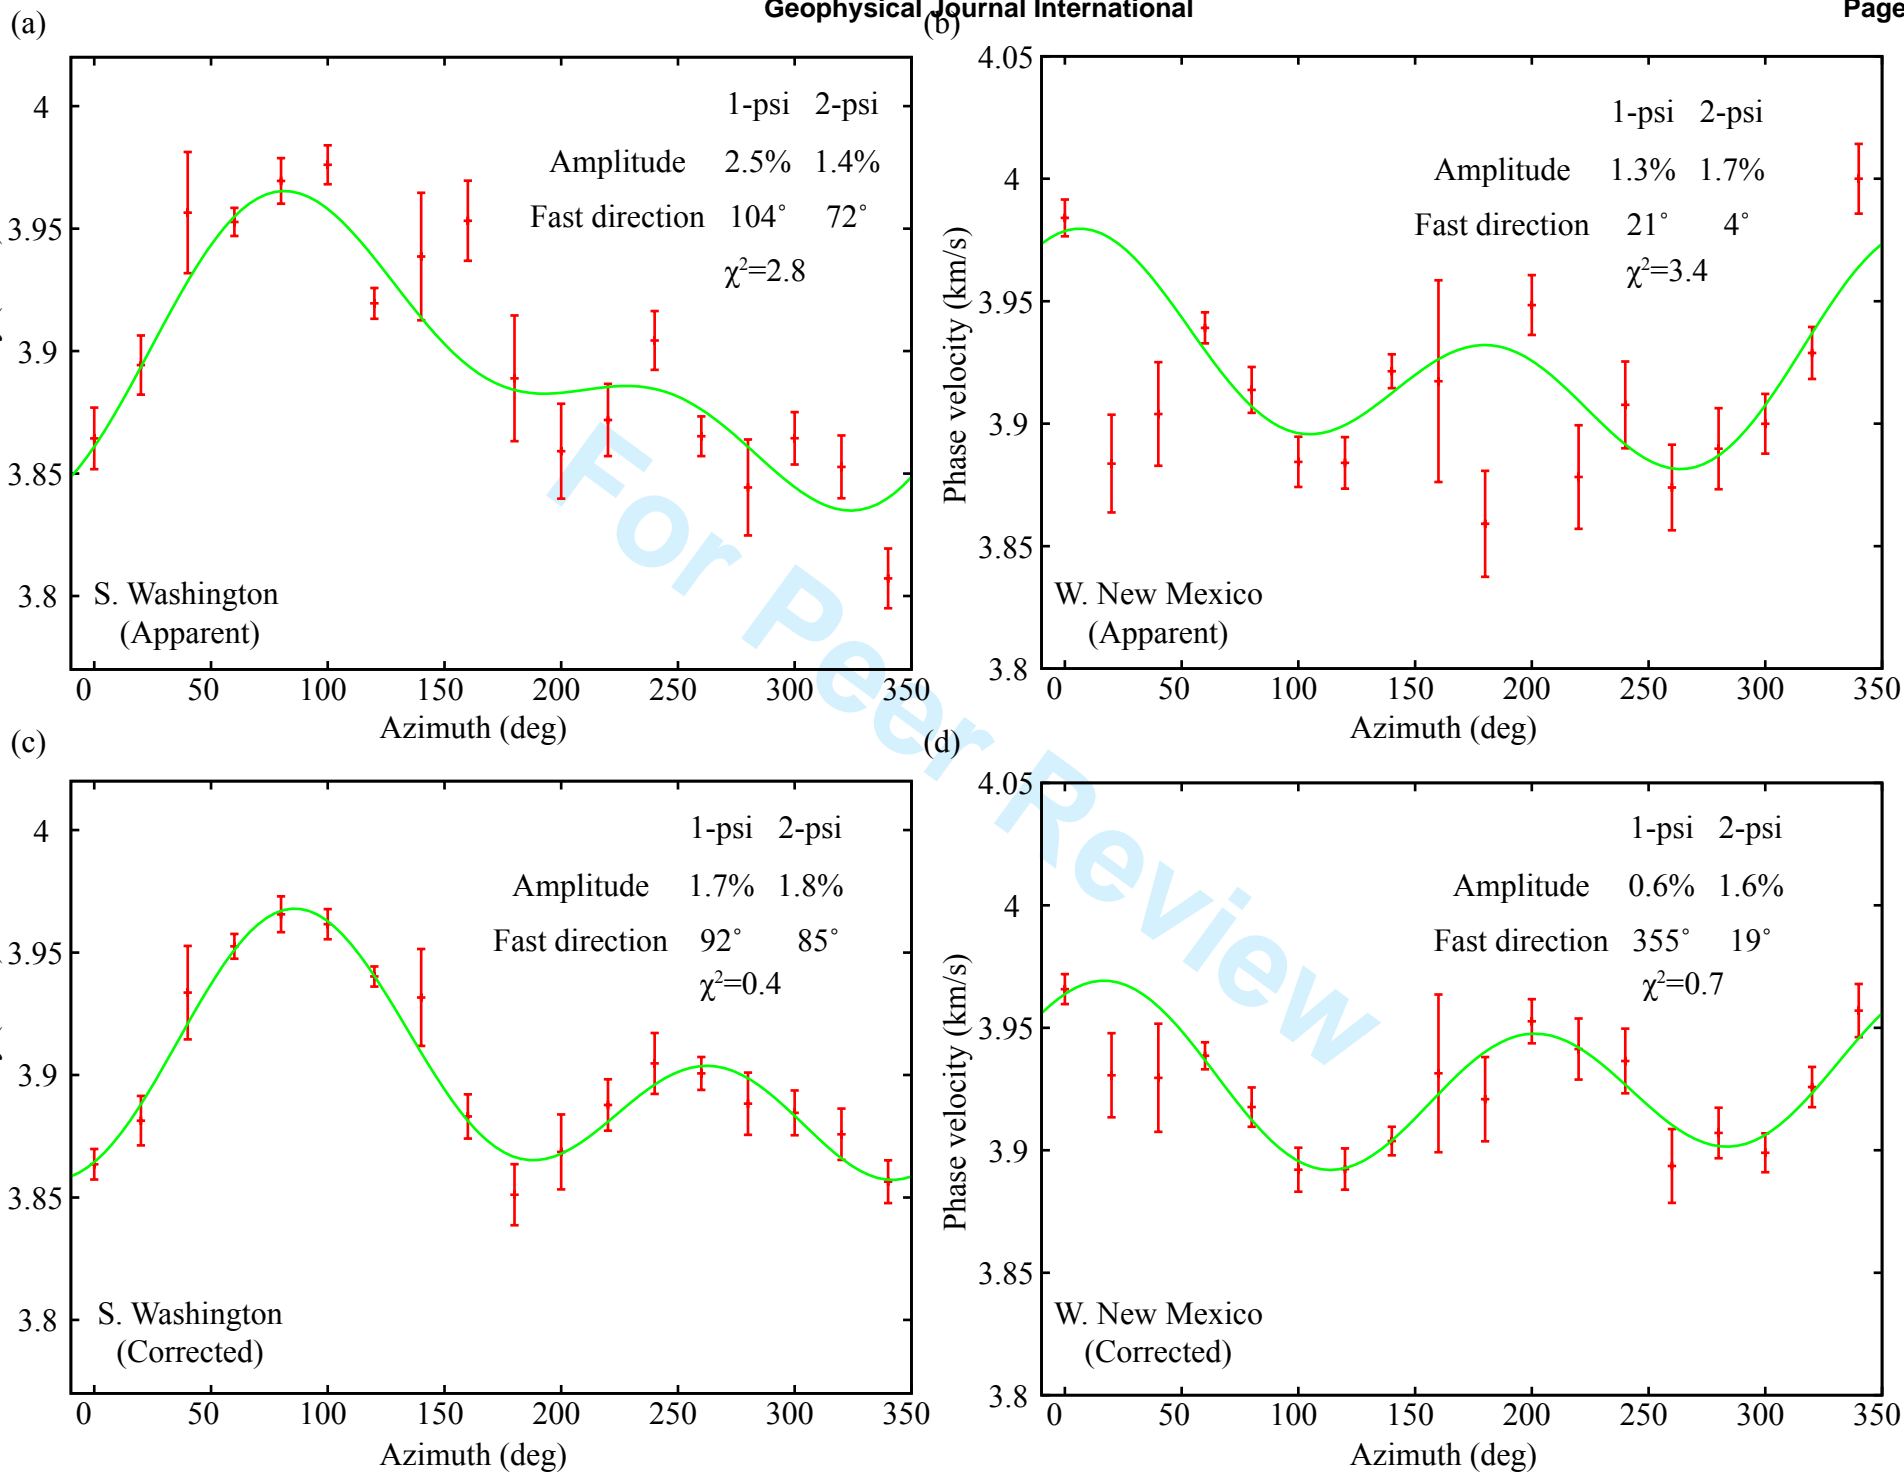 Geophysical Journal International
Page
(a)
1-psi 2-psi
Amplitude 2.5% 1.4%
Fast direction 104° 72°
χ²=2.8
4
3.95
3.9
3.85
3.8
S. Washington
(Apparent)
0 50 100 150 200 250 300 350
Azimuth (deg)
(b)
1-psi 2-psi
Amplitude 1.3% 1.7%
Fast direction 21° 4°
χ²=3.4
Phase velocity (km/s)
4.05
4
3.95
3.9
3.85
3.8
W. New Mexico
(Apparent)
0 50 100 150 200 250 300 350
Azimuth (deg)
(c)
1-psi 2-psi
Amplitude 1.7% 1.8%
Fast direction 92° 85°
χ²=0.4
4
3.95
3.9
3.85
3.8
S. Washington
(Corrected)
0 50 100 150 200 250 300 350
Azimuth (deg)
(d)
1-psi 2-psi
Amplitude 0.6% 1.6%
Fast direction 355° 19°
χ²=0.7
Phase velocity (km/s)
4.05
4
3.95
3.9
3.85
3.8
W. New Mexico
(Corrected)
0 50 100 150 200 250 300 350
Azimuth (deg)
For Peer Review